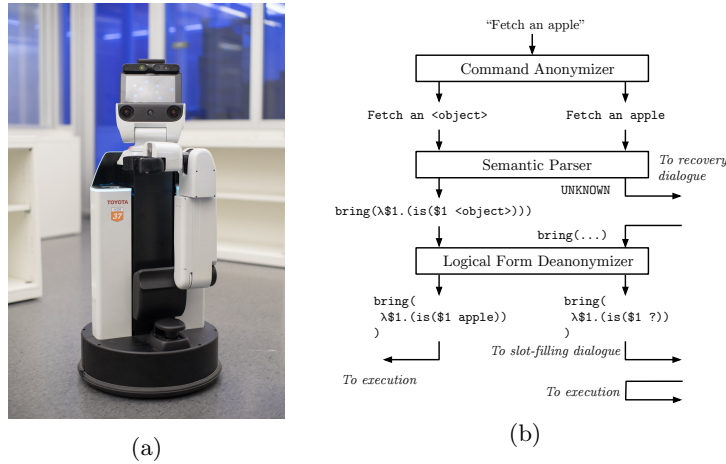 TOYOTA
37
(a)
“Fetch an apple”
Command Anonymizer
Fetch an <object>
Fetch an apple
Semantic Parser
To recovery
dialogue
UNKNOWN
bring(λ$1.(is($1 <object>)))
bring(...)
Logical Form Deanonymizer
bring(
λ$1.(is($1 apple))
)
bring(
λ$1.(is($1 ?))
)
To slot-filling dialogue
To execution
To execution
(b)